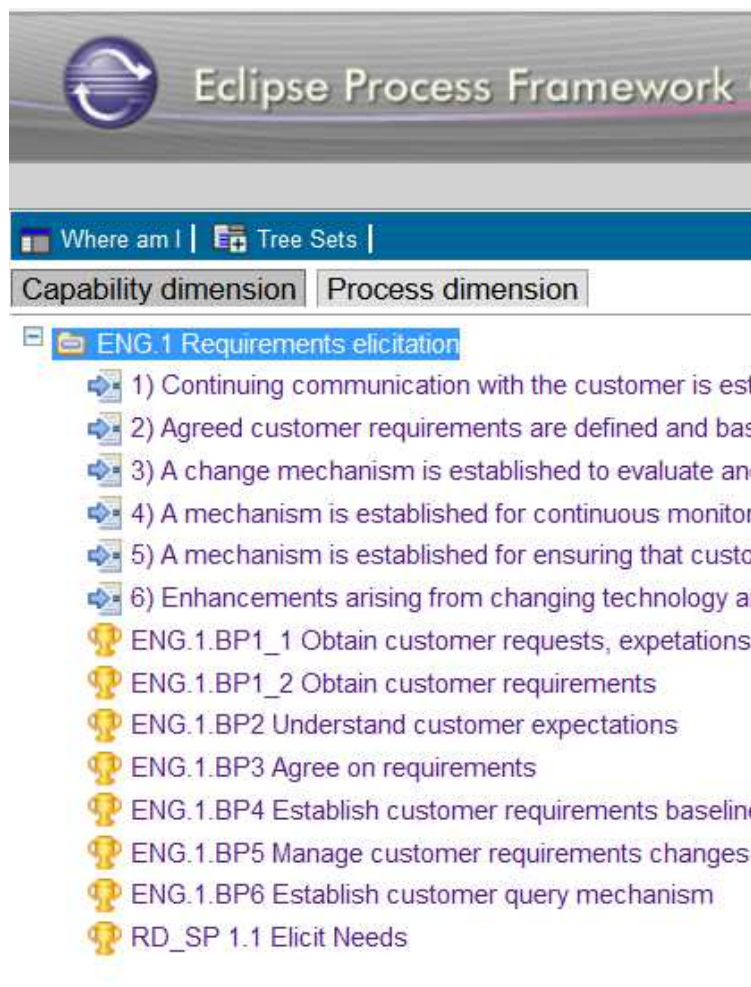 Eclipse Process Framework
Where am I | Tree Sets |
Capability dimension Process dimension
ENG.1 Requirements elicitation
1) Continuing communication with the customer is est
2) Agreed customer requirements are defined and bas
3) A change mechanism is established to evaluate an
4) A mechanism is established for continuous monitor
5) A mechanism is established for ensuring that custo
6) Enhancements arising from changing technology a
ENG.1.BP1_1 Obtain customer requests, expetations
ENG.1.BP1_2 Obtain customer requirements
ENG.1.BP2 Understand customer expectations
ENG.1.BP3 Agree on requirements
ENG.1.BP4 Establish customer requirements baseline
ENG.1.BP5 Manage customer requirements changes
ENG.1.BP6 Establish customer query mechanism
RD_SP 1.1 Elicit Needs